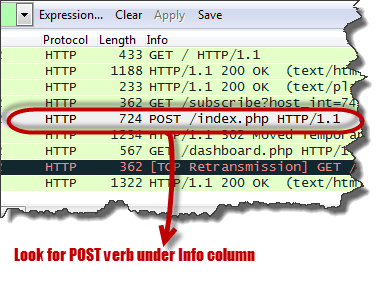 Expression... Clear Apply Save
Protocol Length Info
HTTP 433 GET / HTTP/1.1
HTTP 1188 HTTP/1.1 200 OK (text/htm
HTTP 253 HTTP/1.1 200 OK (text/pl
HTTP 362 GET /subscribe?host_int=74
HTTP 724 POST /index.php HTTP/1.1
HTTP 1234 HTTP/1.1 302 Moved Tempora
HTTP 567 GET /dashboard.php HTTP/1
HTTP 362 [TCP Retransmission] GET /
HTTP 1322 HTTP/1.1 200 OK (text/htm
Look for POST verb under Info column